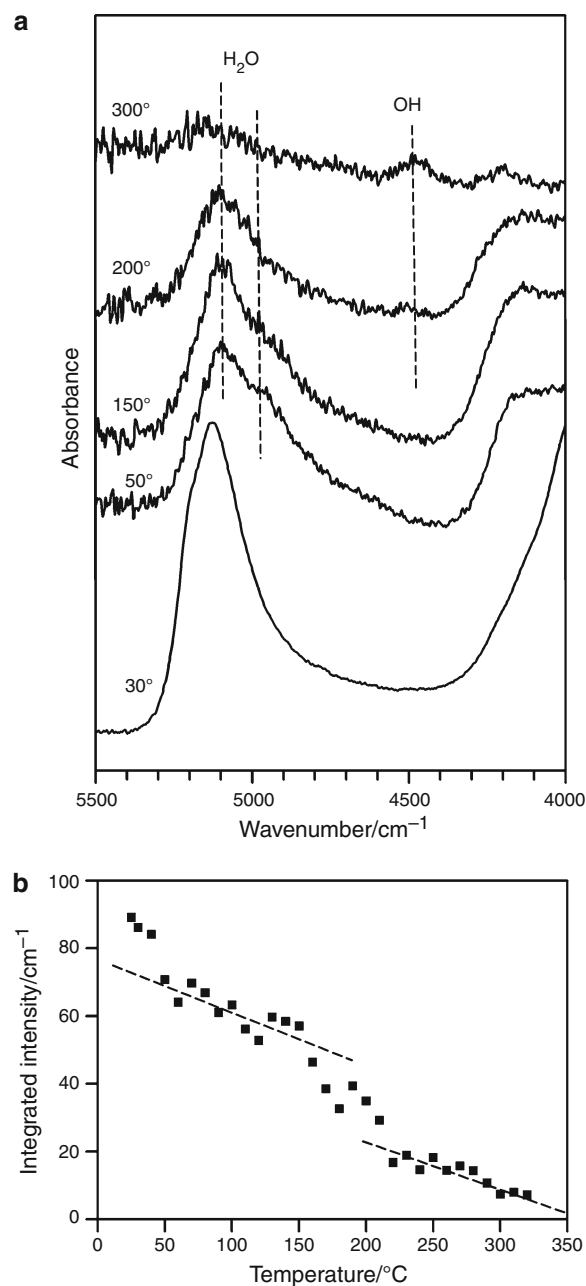 a
H₂O
OH
300°
200°
150°
50°
30°
Absorbance
5500 5000 4500 4000
Wavenumber/cm⁻¹
b
100
80
60
40
20
0
Integrated intensity/cm⁻¹
0 50 100 150 200 250 300 350
Temperature/°C